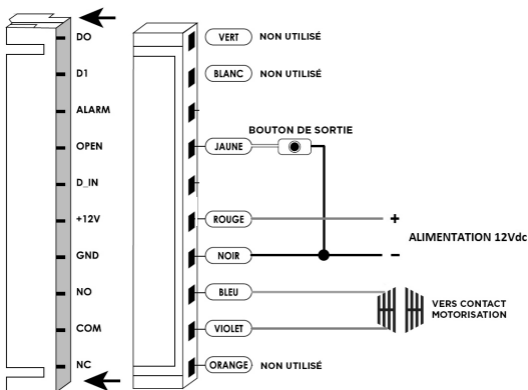 DO
VERT NON UTILISÉ
D1
BLANC NON UTILISÉ
ALARM
BOUTON DE SORTIE
OPEN
JAUNE
D_IN
+12V
ROUGE
+
ALIMENTATION 12Vdc
GND
NOIR
−
NO
BLEU
VERS CONTACT
MOTORISATION
COM
VIOLET
NC
ORANGE NON UTILISÉ